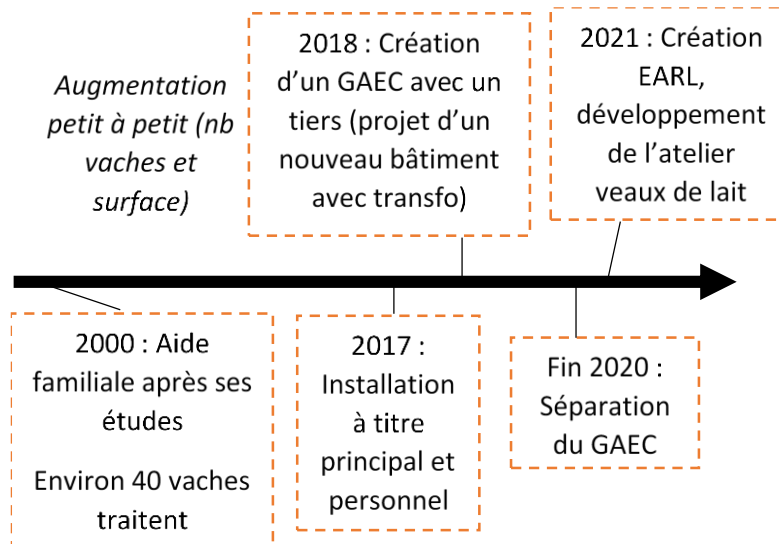 Augmentation
petit à petit (nb
vaches et
surface)
2018 : Création
d’un GAEC avec un
tiers (projet d’un
nouveau bâtiment
avec transfo)
2021 : Création
EARL,
développement
de l’atelier
veaux de lait
2000 : Aide
familiale après ses
études
Environ 40 vaches
traitent
2017 :
Installation
à titre
principal et
personnel
Fin 2020 :
Séparation
du GAEC